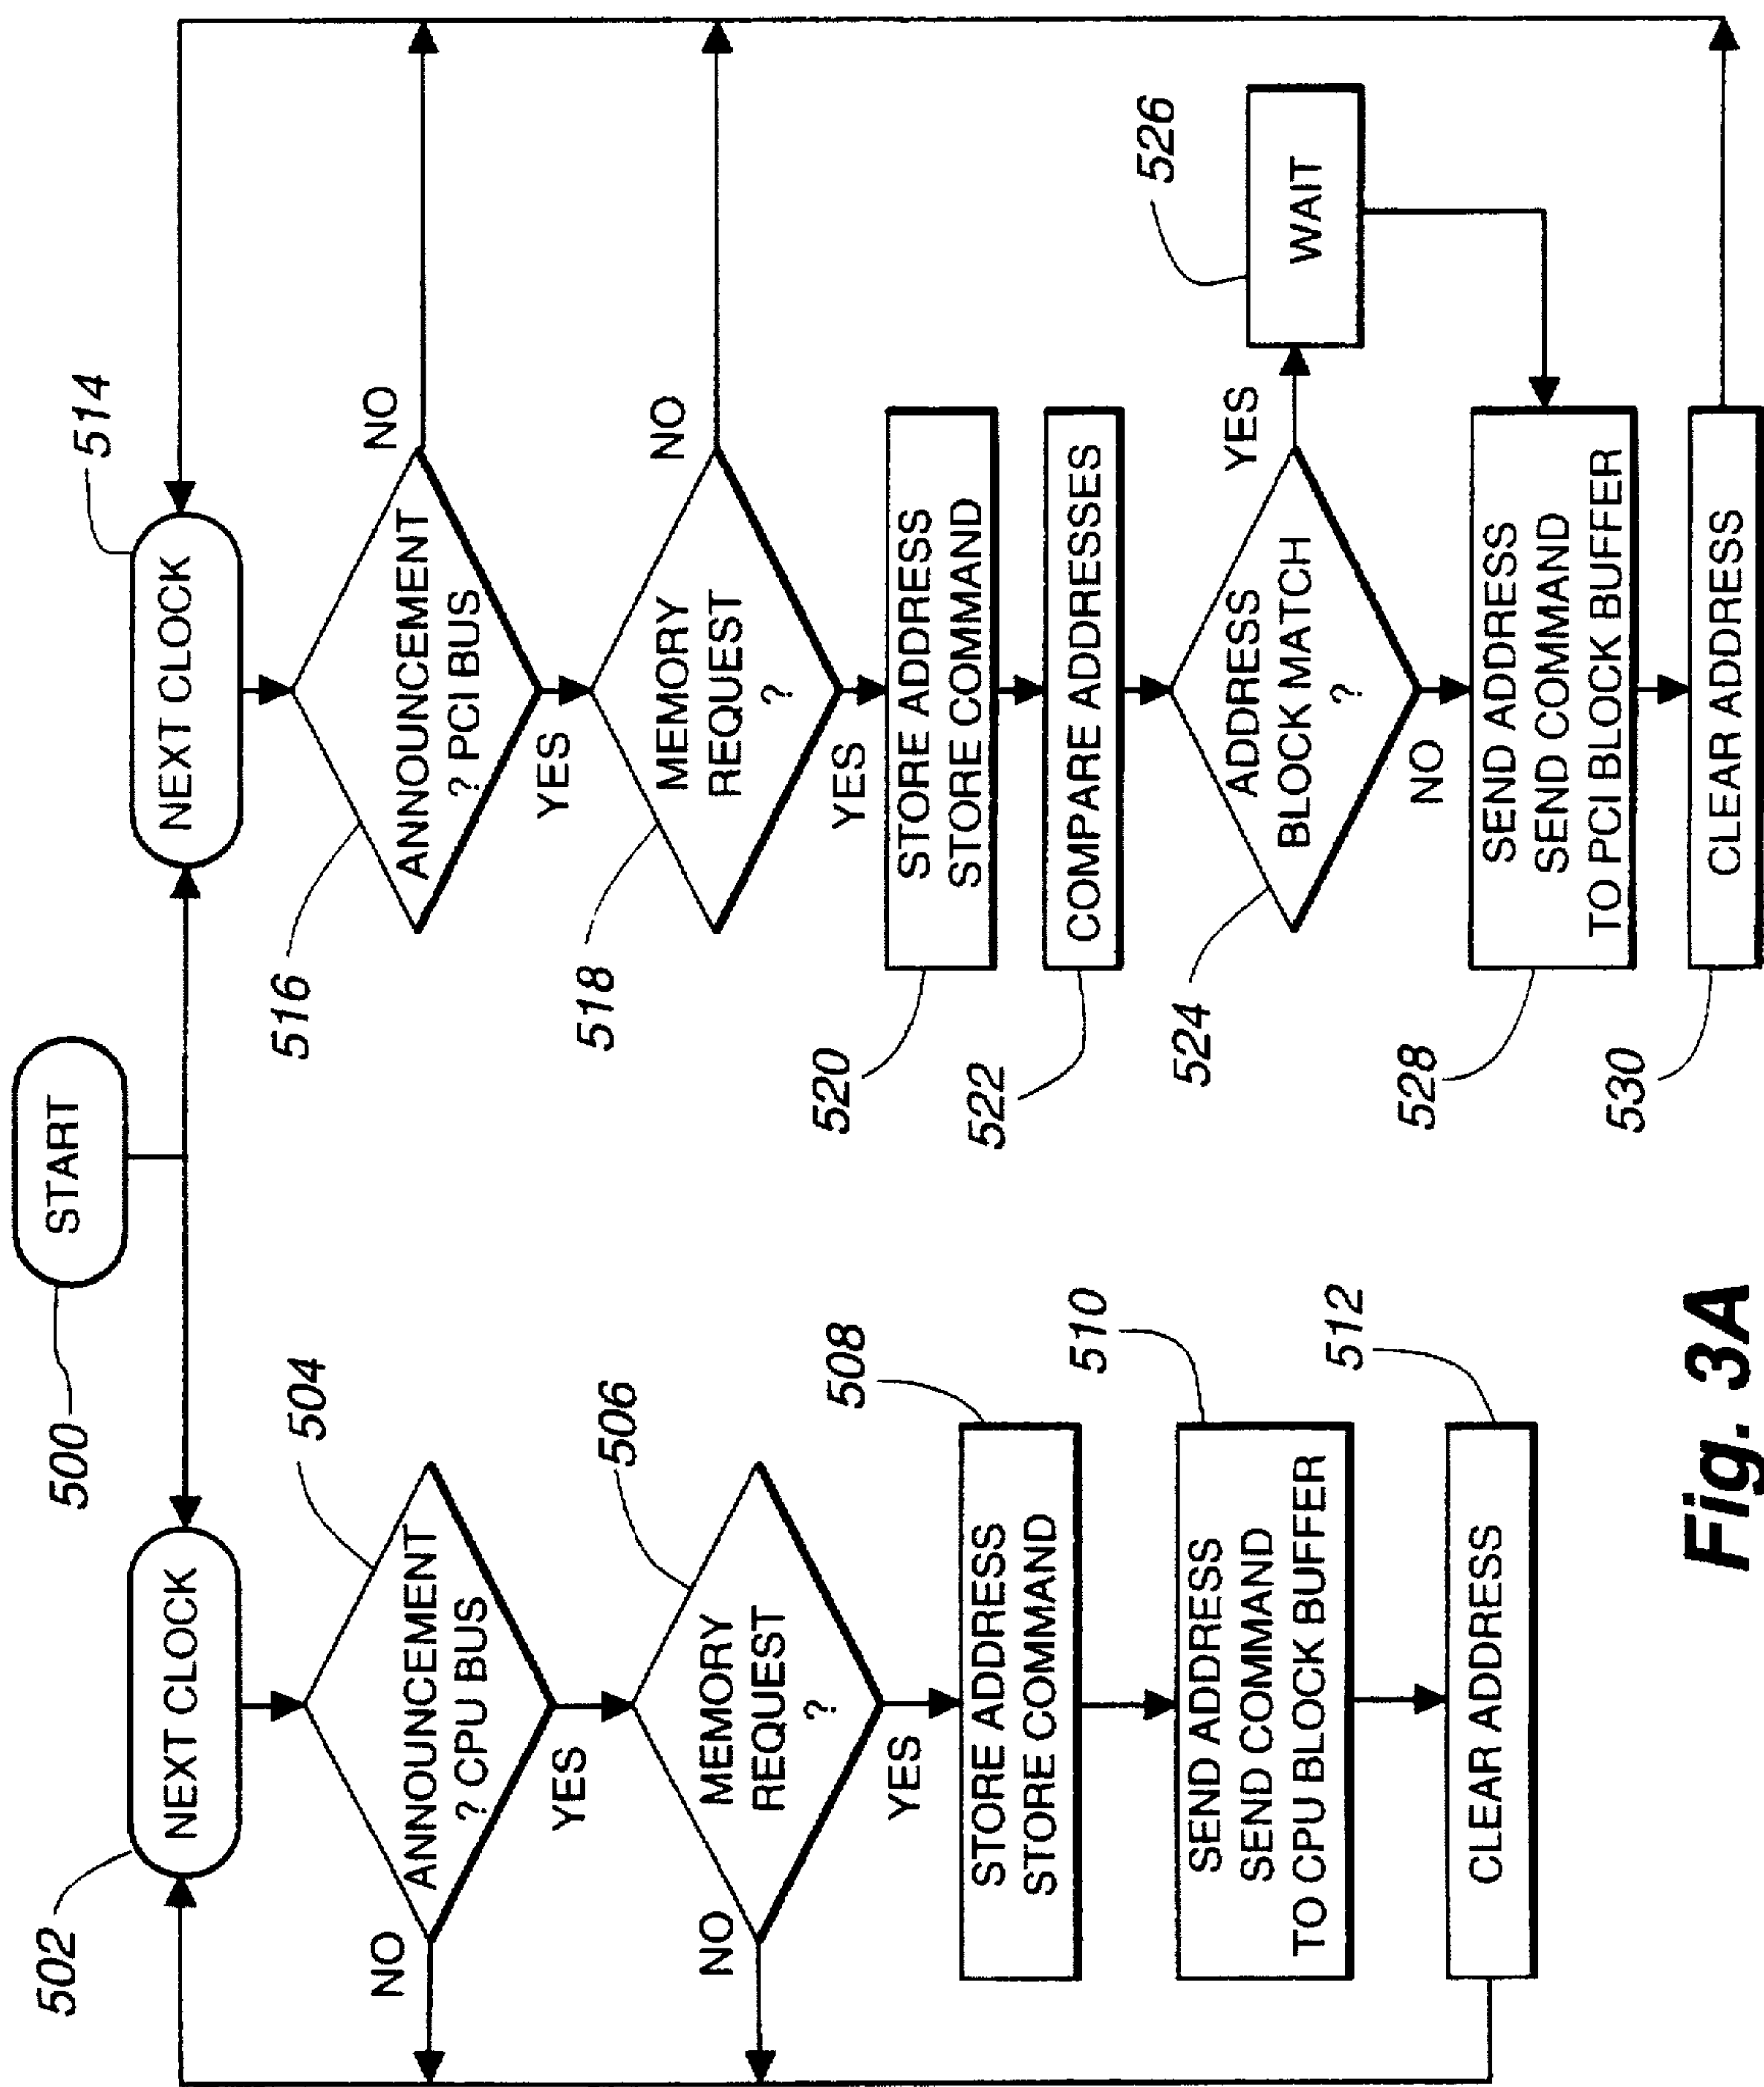 START
500
502
NEXT CLOCK
504
ANNOUNCEMENT
? CPU BUS
NO
YES
506
MEMORY
REQUEST
?
NO
YES
508
STORE ADDRESS
STORE COMMAND
510
SEND ADDRESS
SEND COMMAND
TO CPU BLOCK BUFFER
512
CLEAR ADDRESS
514
NEXT CLOCK
516
ANNOUNCEMENT
? PCI BUS
NO
YES
518
MEMORY
REQUEST
?
NO
YES
520
STORE ADDRESS
STORE COMMAND
522
COMPARE ADDRESSES
524
ADDRESS
BLOCK MATCH
?
YES
NO
526
WAIT
528
SEND ADDRESS
SEND COMMAND
TO PCI BLOCK BUFFER
530
CLEAR ADDRESS
Fig. 3A